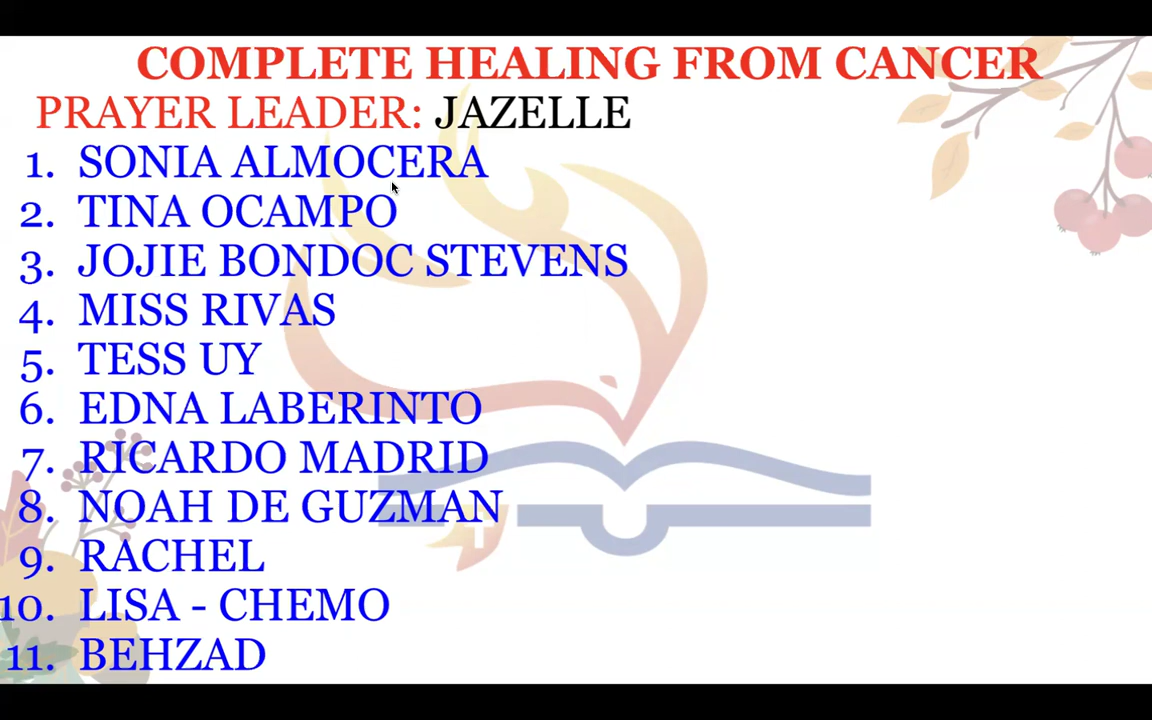 COMPLETE HEALING FROM CANCER
PRAYER LEADER: JAZELLE
1. SONIA ALMOCERA
2. TINA OCAMPO
3. JOJIE BONDOC STEVENS
4. MISS RIVAS
5. TESS UY
6. EDNA LABERINTO
7. RICARDO MADRID
8. NOAH DE GUZMAN
9. RACHEL
10. LISA - CHEMO
11. BEHZAD